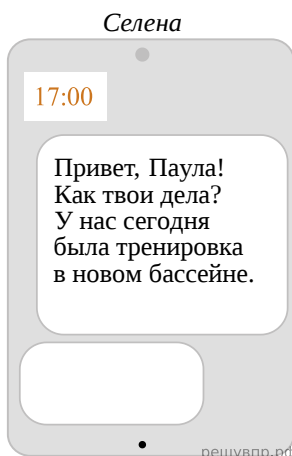 Селена
17:00
Привет, Паула!
Как твои дела?
У нас сегодня
была тренировка
в новом бассейне.
решувпр.рф